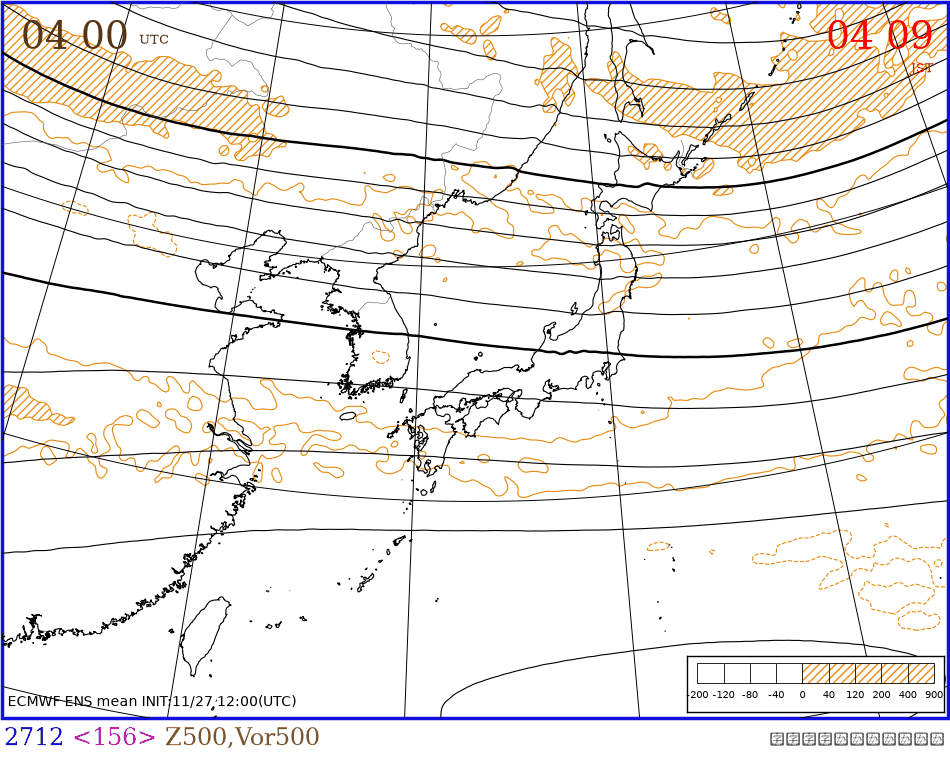 04 00 UTC
04 09
JST
-200 -120 -80 -40 0 40 120 200 400 900
ECMWF ENS mean INIT:11/27 12:00(UTC)
2712 <156> Z500,Vor500